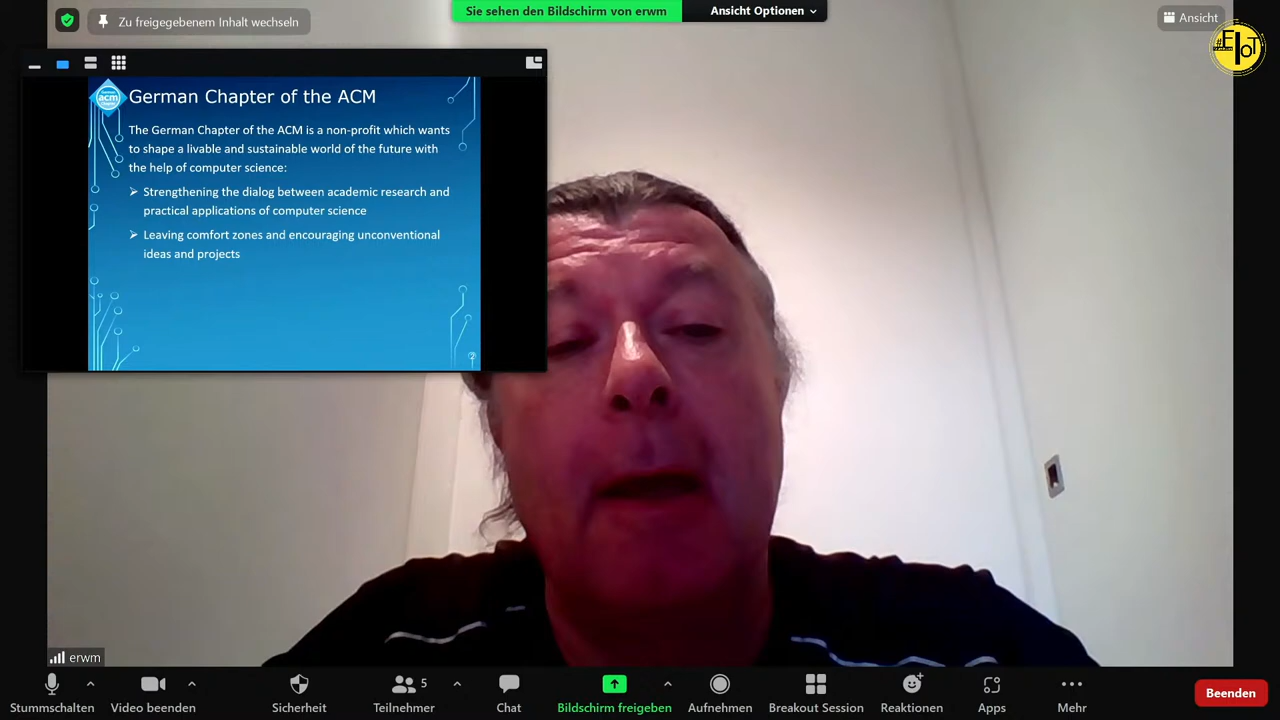 Zu freigegebenem Inhalt wechseln
Sie sehen den Bildschirm von erwm
Ansicht Optionen
Ansicht
EIoT
German
acm
Chapter
German Chapter of the ACM
The German Chapter of the ACM is a non-profit which wants
to shape a livable and sustainable world of the future with
the help of computer science:
Strengthening the dialog between academic research and
practical applications of computer science
Leaving comfort zones and encouraging unconventional
ideas and projects
2
erwm
Stummschalten
Video beenden
Sicherheit
5
Teilnehmer
Chat
Bildschirm freigeben
Aufnehmen
Breakout Session
Reaktionen
Apps
Mehr
Beenden